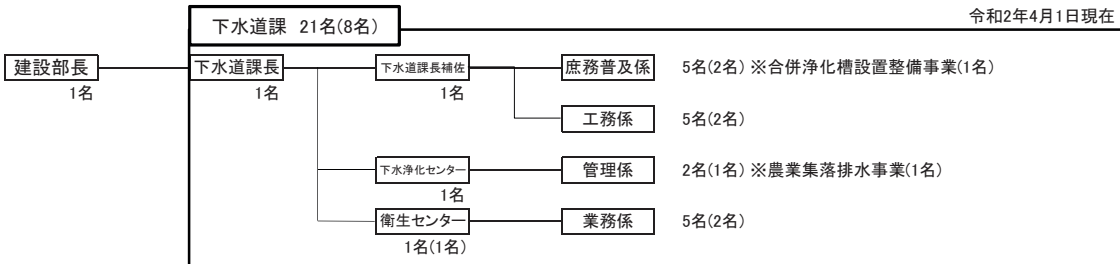 令和2年4月1日現在
下水道課 21名(8名)
建設部長
1名
下水道課長
1名
下水道課長補佐
1名
庶務普及係 5名(2名) ※合併浄化槽設置整備事業(1名)
工務係 5名(2名)
下水浄化センター
1名
管理係 2名(1名) ※農業集落排水事業(1名)
衛生センター
1名(1名)
業務係 5名(2名)